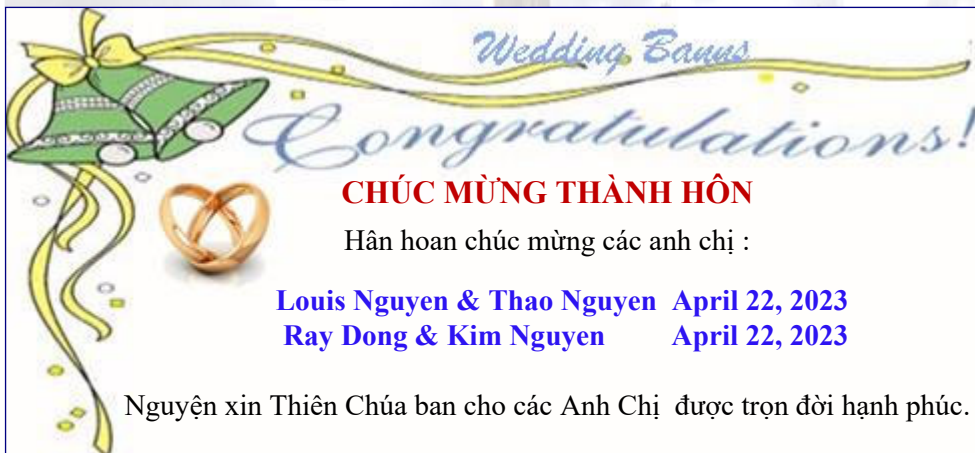 Wedding Banns
Congratulations!
CHÚC MỪNG THÀNH HÔN
Hân hoan chúc mừng các anh chị :
Louis Nguyen & Thao Nguyen April 22, 2023
Ray Dong & Kim Nguyen April 22, 2023
Nguyện xin Thiên Chúa ban cho các Anh Chị được trọn đời hạnh phúc.